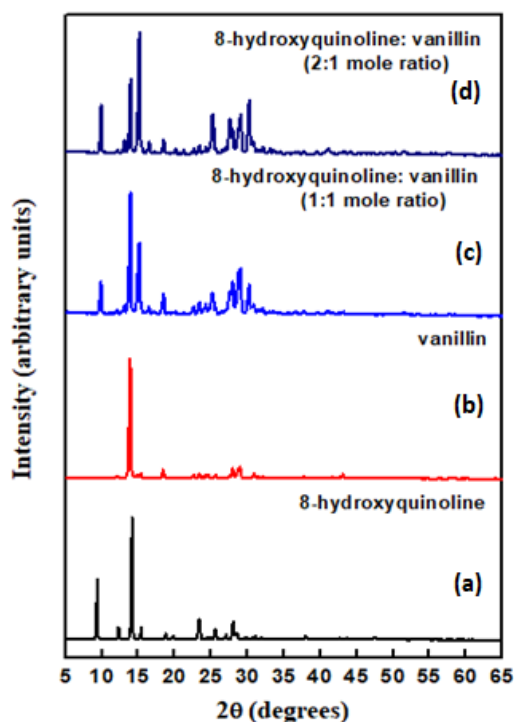 8-hydroxyquinoline: vanillin
(2:1 mole ratio)
(d)
8-hydroxyquinoline: vanillin
(1:1 mole ratio)
(c)
vanillin
(b)
8-hydroxyquinoline
(a)
Intensity (arbitrary units)
5 10 15 20 25 30 35 40 45 50 55 60 65
2θ (degrees)